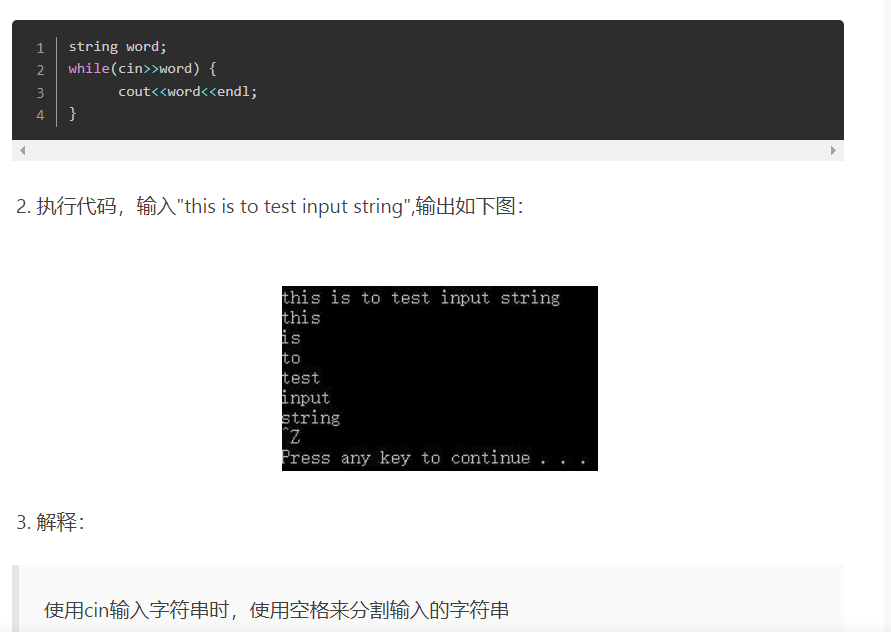 1 string word;
2 while(cin>>word) {
3 cout<<word<<endl;
4 }
2. 执行代码，输入"this is to test input string",输出如下图：
this is to test input string
this
is
to
test
input
string
^Z
Press any key to continue . . .
3. 解释：
使用cin输入字符串时，使用空格来分割输入的字符串